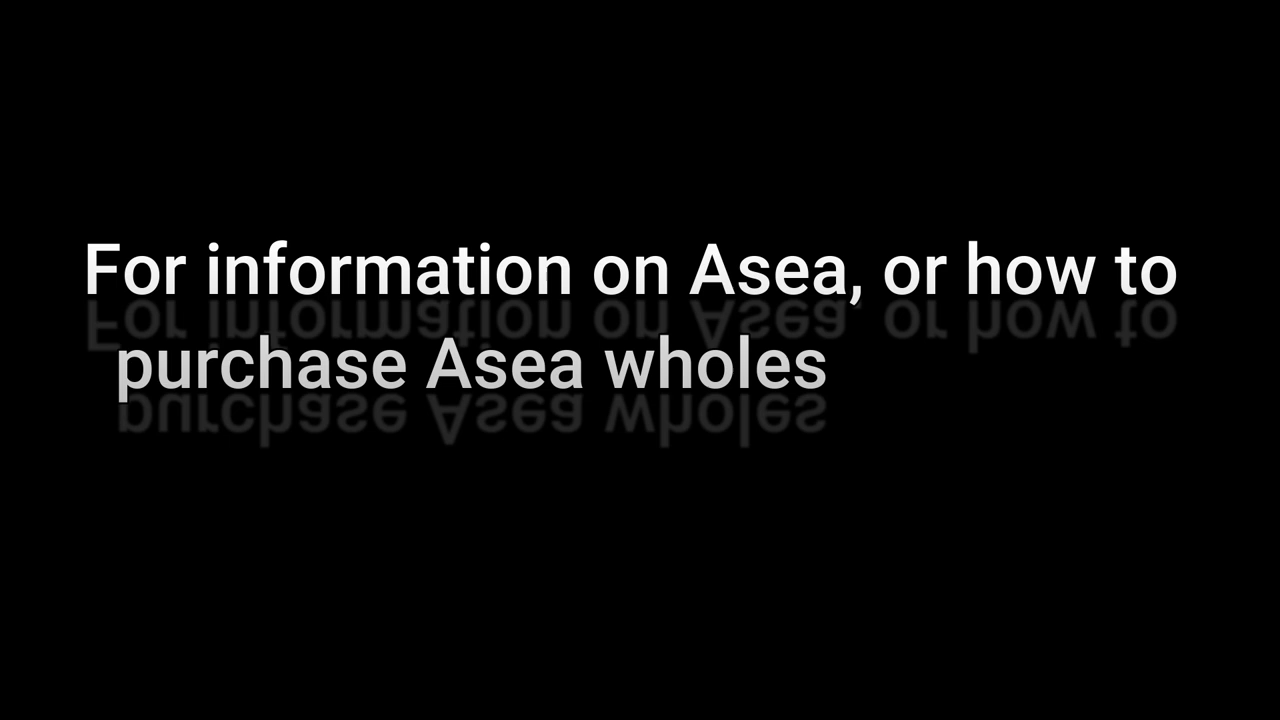 For information on Asea, or how to
purchase Asea wholes